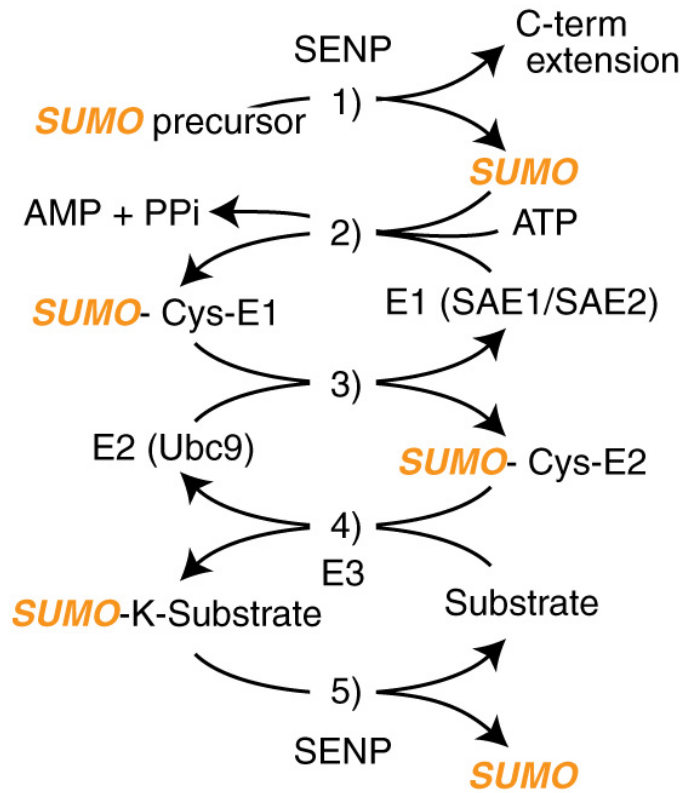 C-term
extension
SENP
1)
SUMO precursor
SUMO
AMP + PPi
2)
ATP
SUMO- Cys-E1
E1 (SAE1/SAE2)
3)
E2 (Ubc9)
SUMO- Cys-E2
4)
E3
SUMO-K-Substrate
Substrate
5)
SENP
SUMO